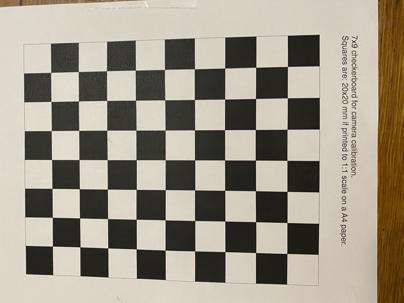 7x9 checkerboard for camera calibration.
Squares are: 20x20 mm if printed to 1:1 scale on a A4 paper.